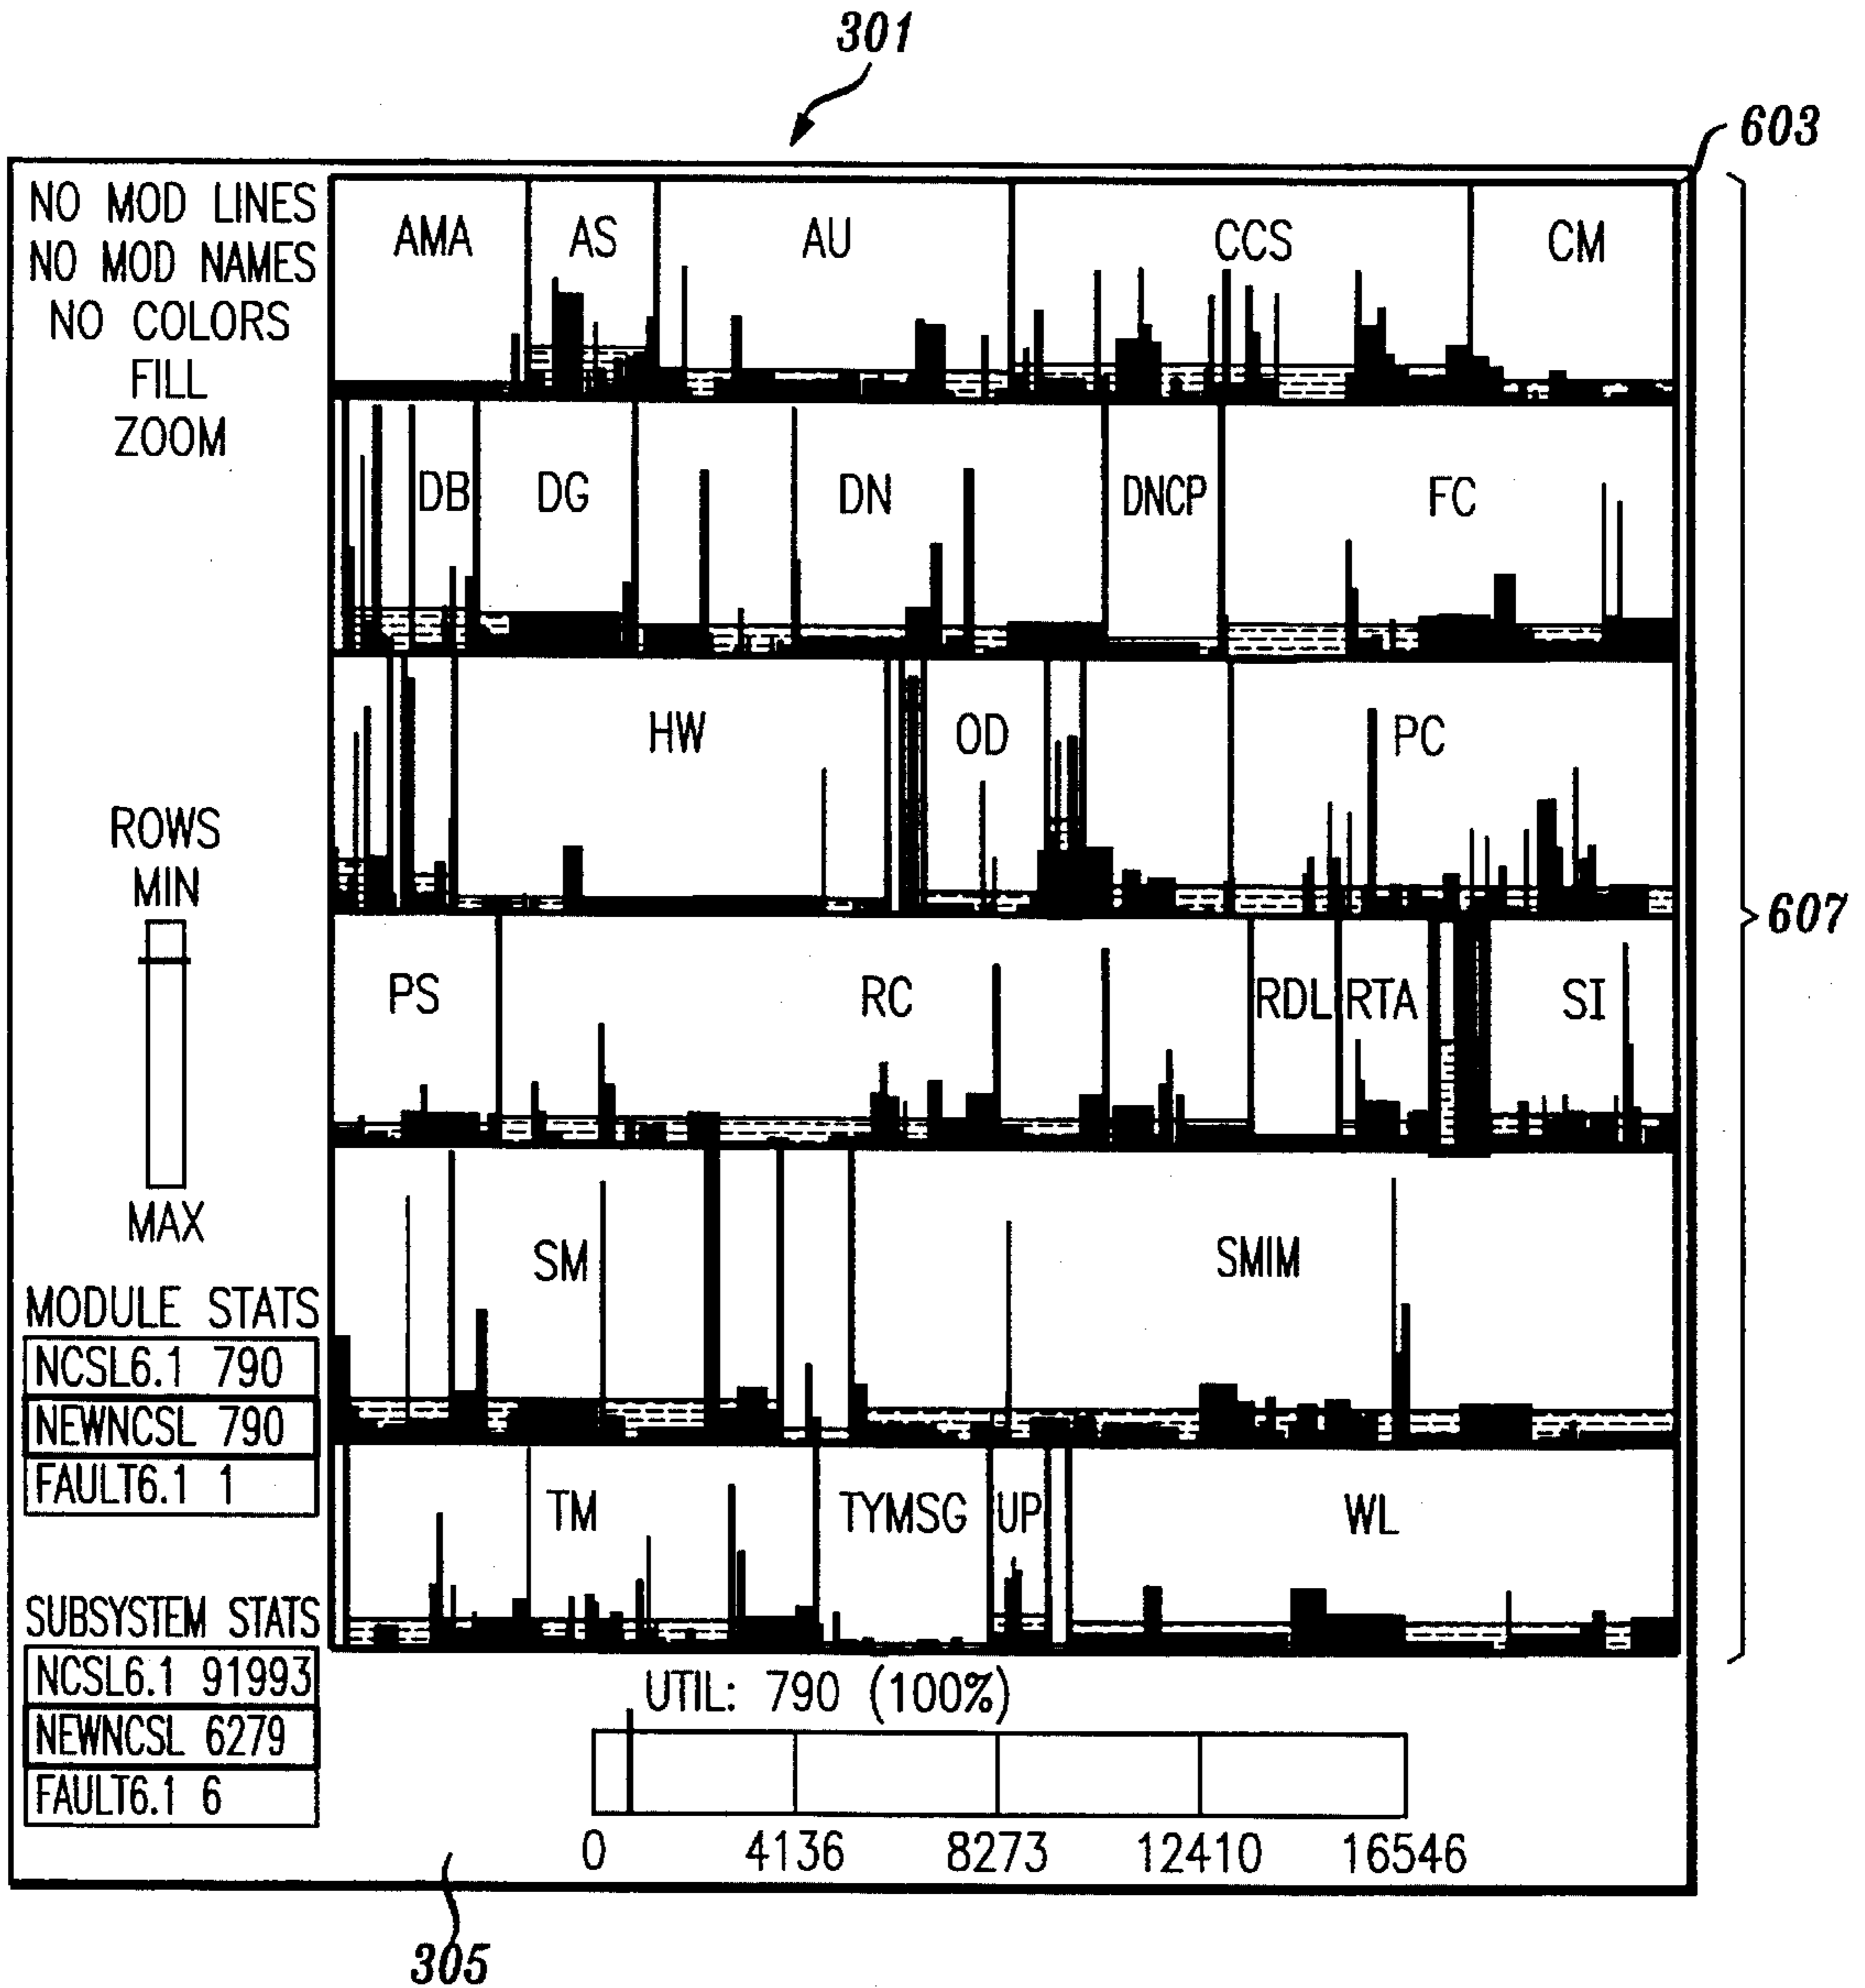 301
603
NO MOD LINES
NO MOD NAMES
NO COLORS
FILL
ZOOM
AMA AS AU CCS CM
DB DG DN DNCP FC
HW OD PC
607
ROWS
MIN
MAX
PS RC RDL RTA SI
SM SMIM
MODULE STATS
NCSL6.1 790
NEWNCSL 790
FAULT6.1 1
TM TYMSG UP WL
SUBSYSTEM STATS
NCSL6.1 91993
NEWNCSL 6279
FAULT6.1 6
UTIL: 790 (100%)
0 4136 8273 12410 16546
305